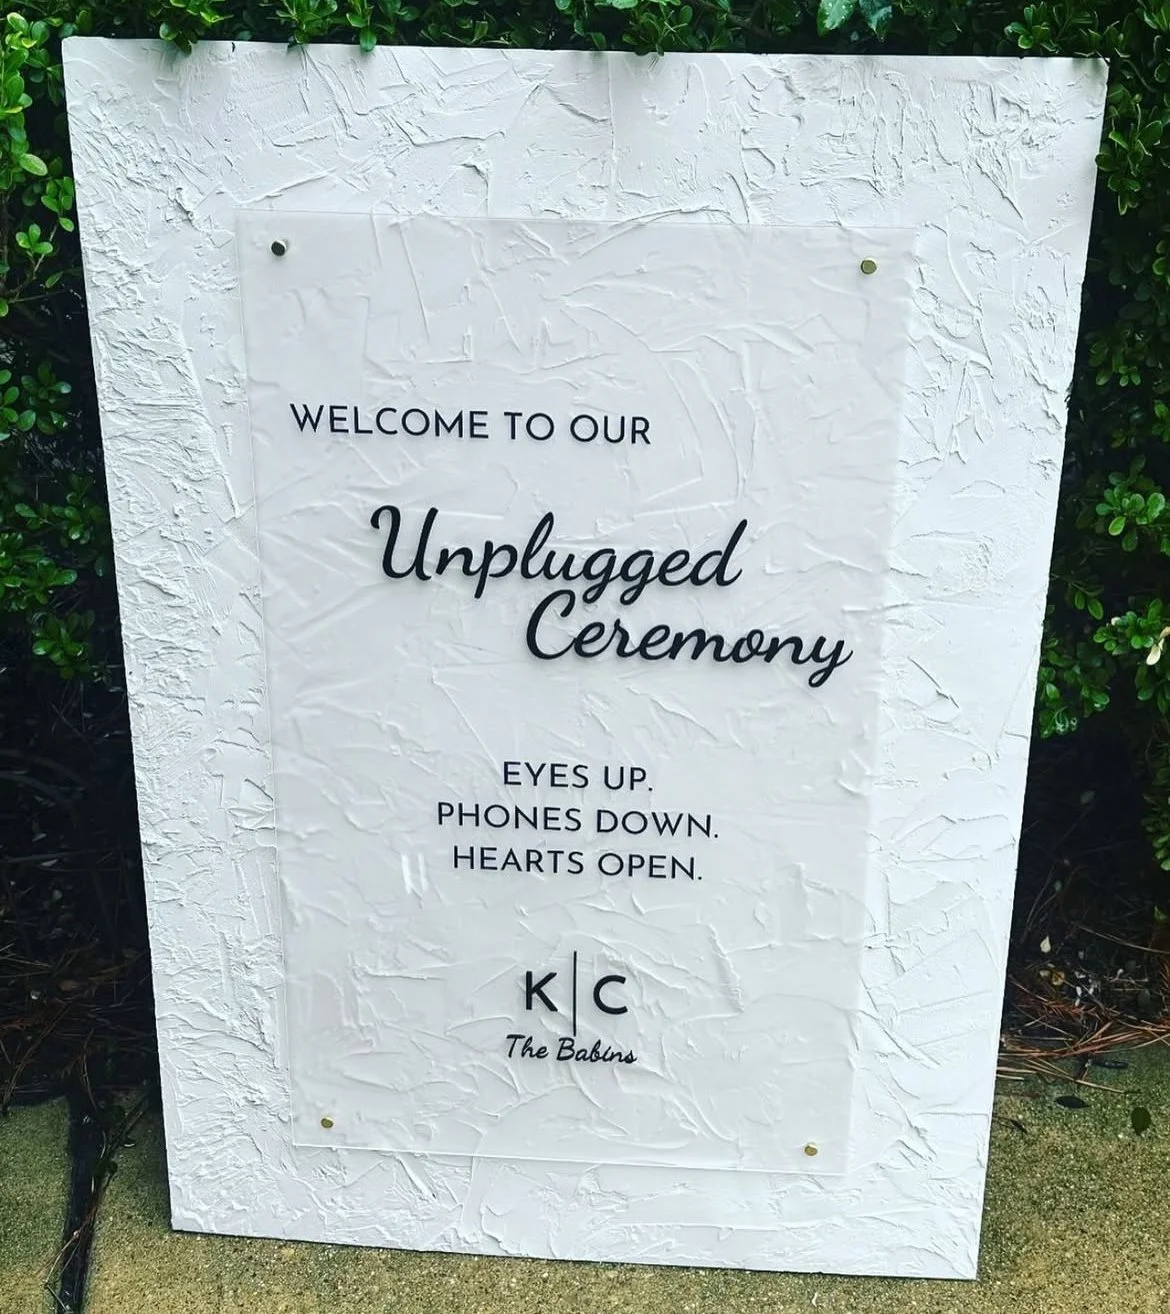 WELCOME TO OUR
Unplugged
Ceremony
EYES UP.
PHONES DOWN.
HEARTS OPEN.
K | C
The Babins